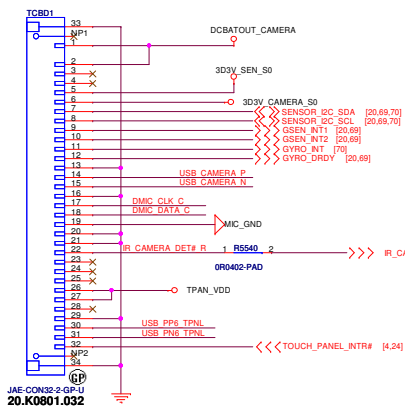 TCBD1
33
NP1
1
DCBATOUT_CAMERA
2
3
4
3D3V_SEN_S0
5
6
3D3V_CAMERA_S0
7
SENSOR_I2C_SDA [20,69,70]
8
SENSOR_I2C_SCL [20,69,70]
9
GSEN_INT1 [20,69]
10
GSEN_INT2 [20,69]
11
GYRO_INT [70]
12
GYRO_DRDY [20,69]
13
14
USB_CAMERA_P
15
USB_CAMERA_N
16
17
DMIC_CLK_C
18
DMIC_DATA_C
19
MIC_GND
20
21
22
IR_CAMERA_DET#_R
1 R5540 2
IR_CA
0R0402-PAD
23
24
25
26
TPAN_VDD
27
28
29
30
USB_PP6_TPNL
31
USB_PN6_TPNL
32
TOUCH_PANEL_INTR# [4,24]
NP2
34
GP
JAE-CON32-2-GP-U
20.K0801.032